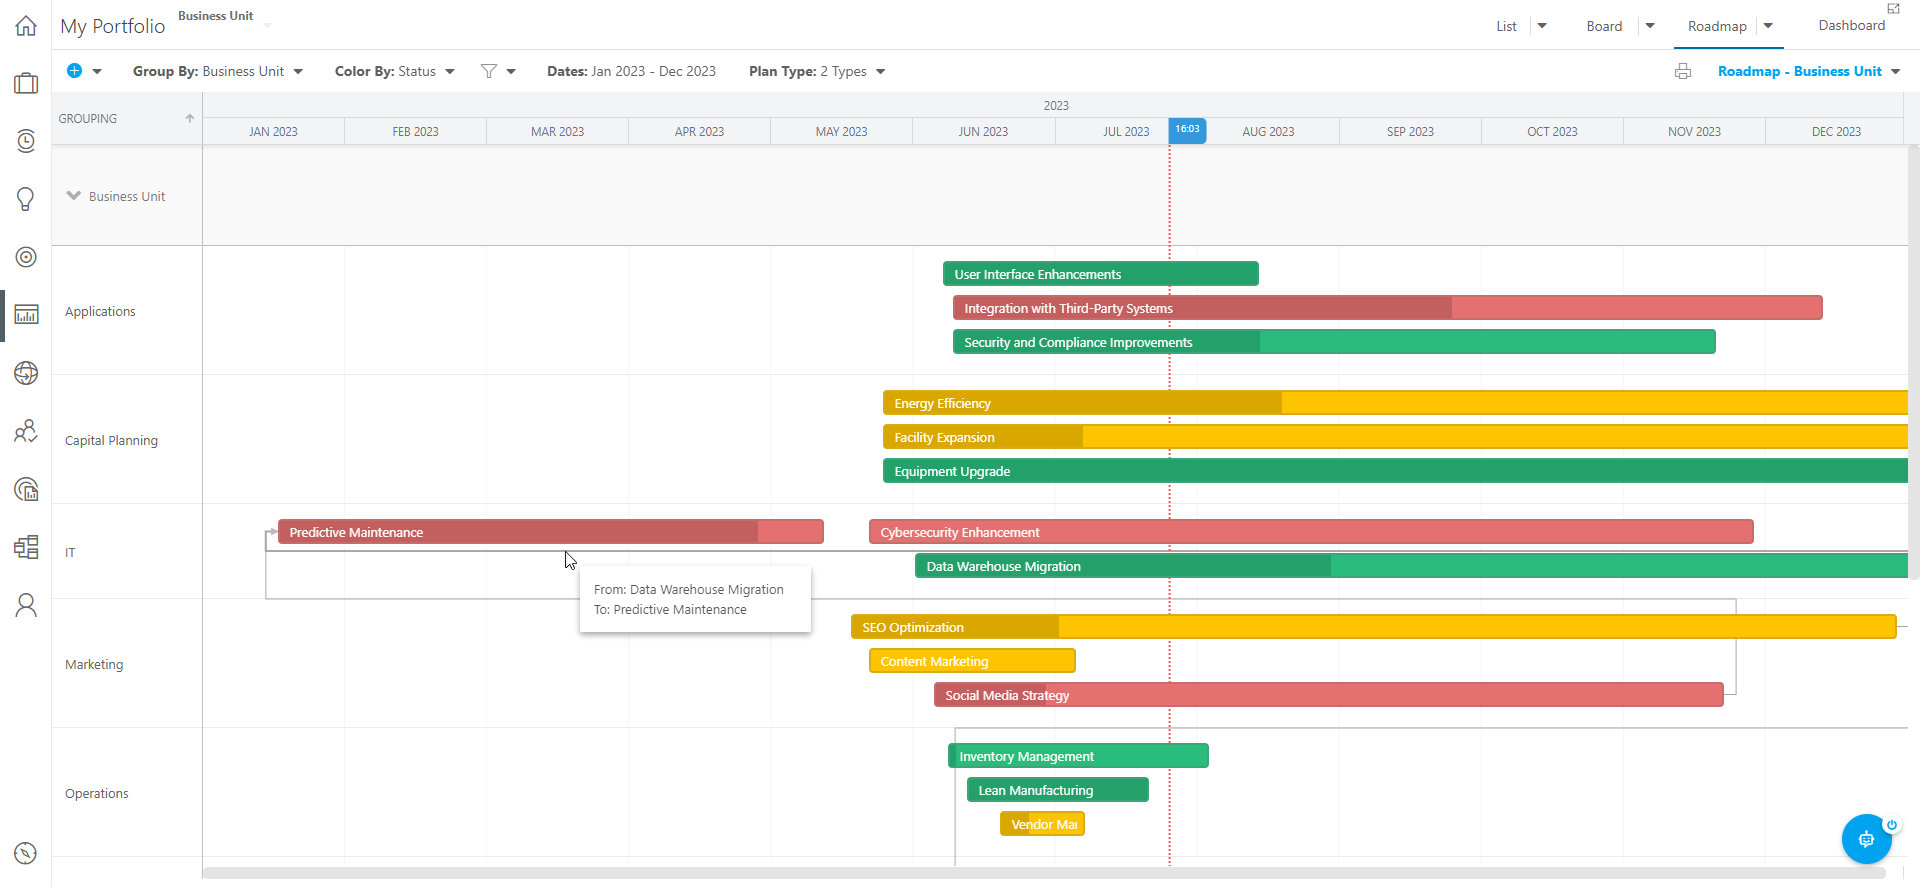 My Portfolio
Business Unit
List
Board
Roadmap
Dashboard
Group By: Business Unit
Color By: Status
Dates: Jan 2023 - Dec 2023
Plan Type: 2 Types
Roadmap - Business Unit
GROUPING
2023
JAN 2023
FEB 2023
MAR 2023
APR 2023
MAY 2023
JUN 2023
JUL 2023
16:03
AUG 2023
SEP 2023
OCT 2023
NOV 2023
DEC 2023
Business Unit
Applications
User Interface Enhancements
Integration with Third-Party Systems
Security and Compliance Improvements
Capital Planning
Energy Efficiency
Facility Expansion
Equipment Upgrade
IT
Predictive Maintenance
Cybersecurity Enhancement
Data Warehouse Migration
From: Data Warehouse Migration
To: Predictive Maintenance
Marketing
SEO Optimization
Content Marketing
Social Media Strategy
Operations
Inventory Management
Lean Manufacturing
Vendor Mar